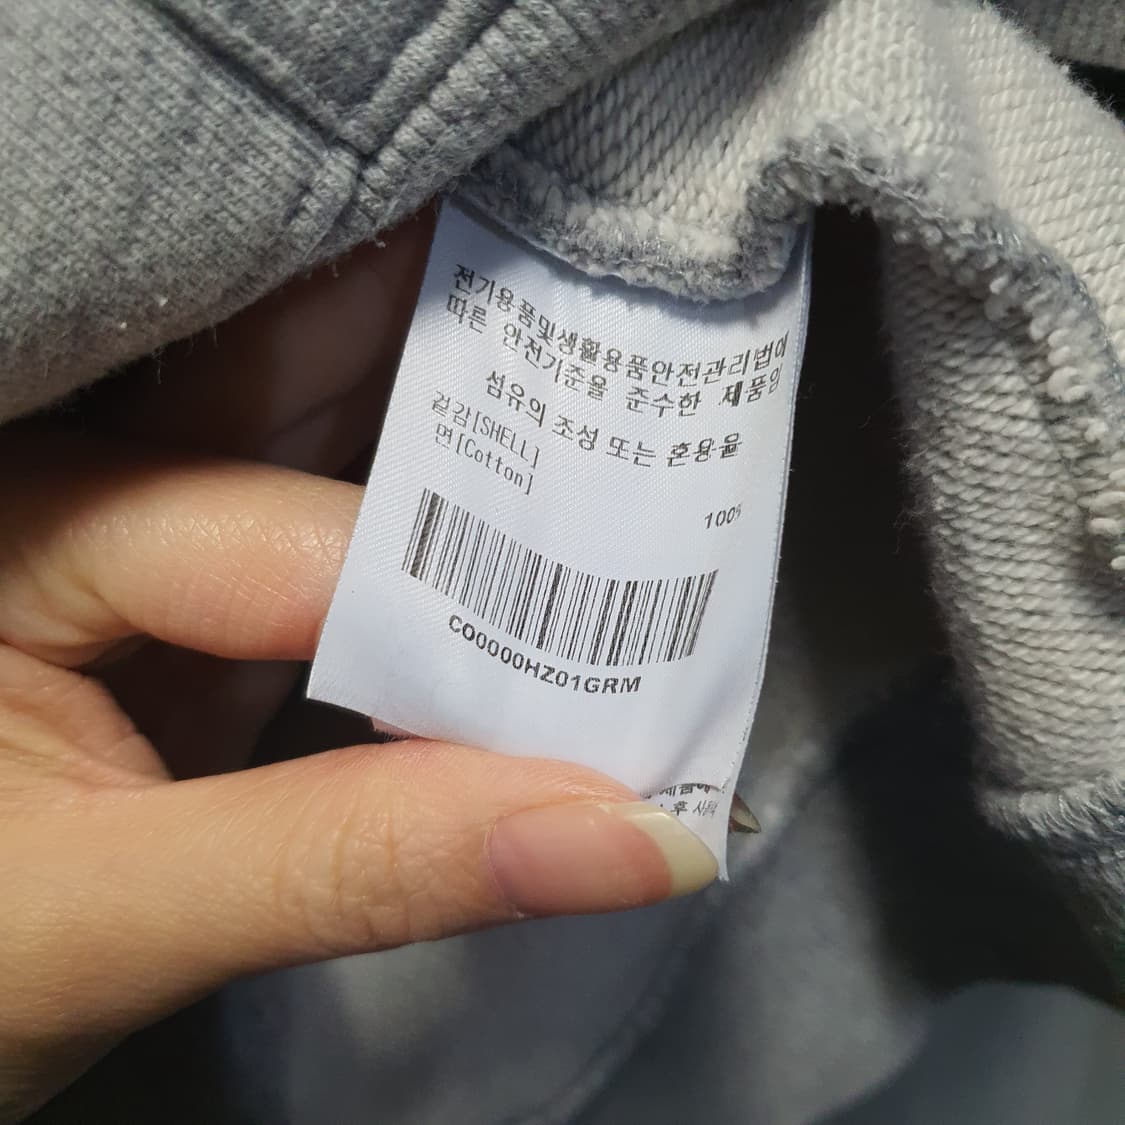 전기용품및생활용품안전관리법에
따른 안전기준을 준수한 제품임
섬유의 조성 또는 혼용율
겉감[SHELL]
면[Cotton]
100%
CO0000HZ01GRM
후